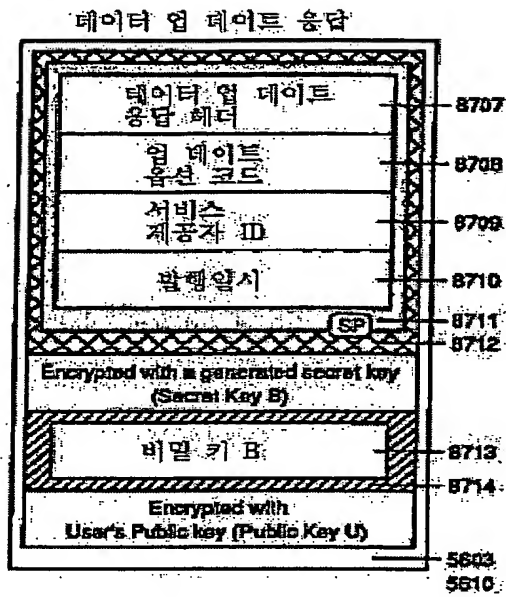 데이터 업 데이트 응답
데이터 업 데이트
응답 헤더
8707
업 데이트
옵션 코드
8708
서비스
제공자 ID
8709
발행일시
8710
SP
8711
8712
Encrypted with a generated secret key
(Secret Key B)
비밀 키 B
8713
8714
Encrypted with
User's Public key (Public Key U)
5603
5610